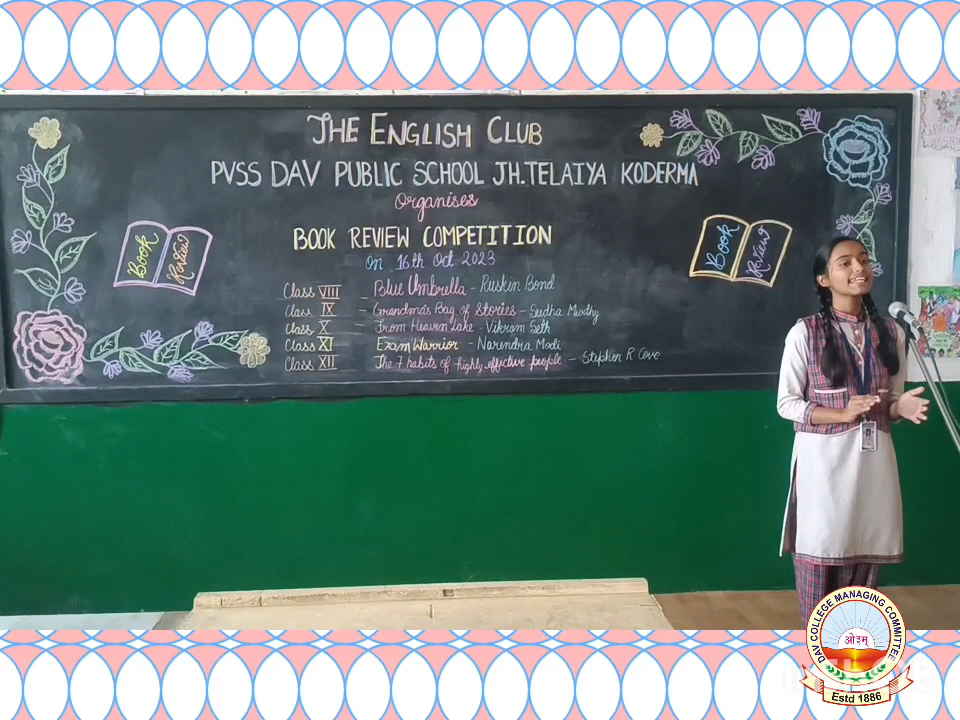 THE ENGLISH CLUB
PVSS DAV PUBLIC SCHOOL JH.TELAIYA KODERMA
Organises
BOOK REVIEW COMPETITION
On 16th Oct 2023
Class VIII - Blue Umbrella - Ruskin Bond
Class IX - Grandma's Bag of Stories - Sudha Murthy
Class X - From Heaven Lake - Vikram Seth
Class XI Exam Warrior - Narendra Modi
Class XII The 7 habits of highly effective people - Stephen R Cove
Book Review
Book Review
DAV COLLEGE MANAGING COMMITTEE
ओ३म्
Estd 1886